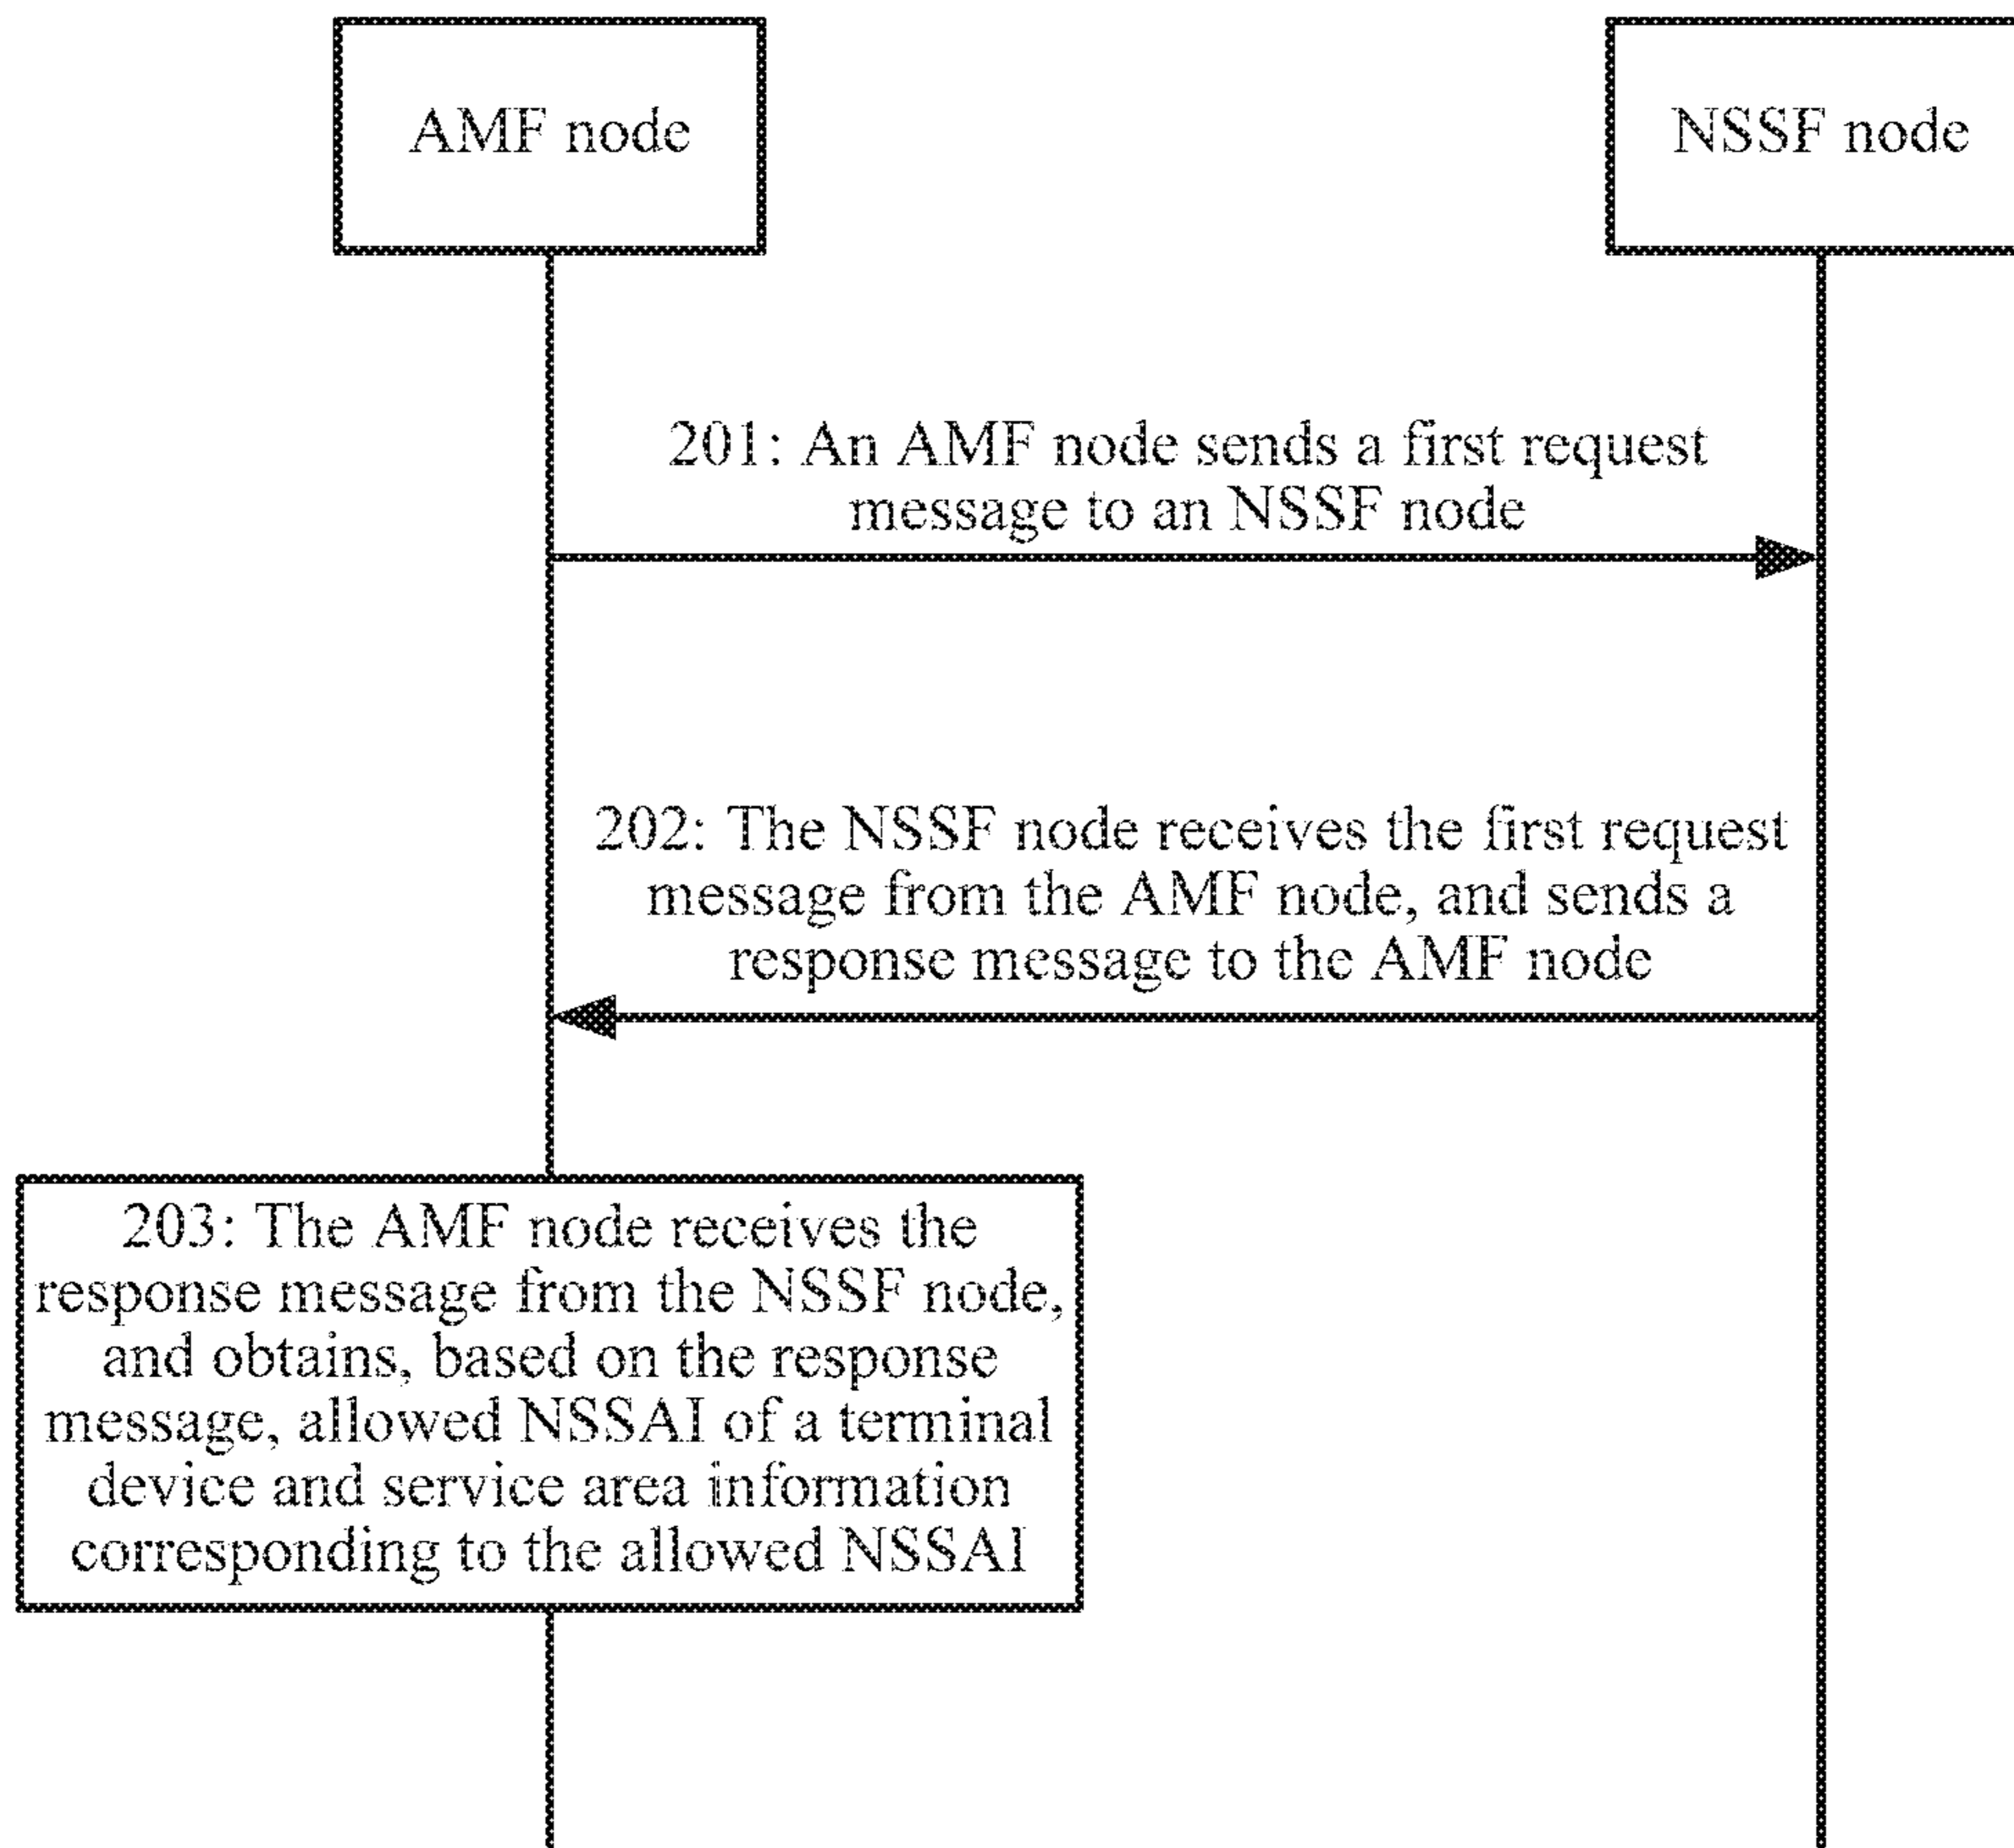 AMF node
NSSF node
201: An AMF node sends a first request
message to an NSSF node
202: The NSSF node receives the first request
message from the AMF node, and sends a
response message to the AMF node
203: The AMF node receives the
response message from the NSSF node,
and obtains, based on the response
message, allowed NSSAI of a terminal
device and service area information
corresponding to the allowed NSSAI